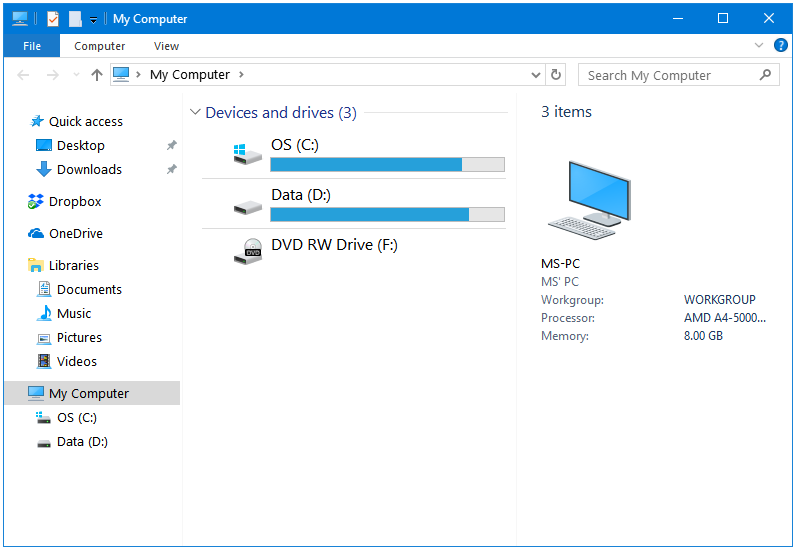 My Computer
File Computer View
My Computer
Search My Computer
Quick access
Desktop
Downloads
Dropbox
OneDrive
Libraries
Documents
Music
Pictures
Videos
My Computer
OS (C:)
Data (D:)
Devices and drives (3)
OS (C:)
Data (D:)
DVD
DVD RW Drive (F:)
3 items
MS-PC
MS' PC
Workgroup: WORKGROUP
Processor: AMD A4-5000...
Memory: 8.00 GB